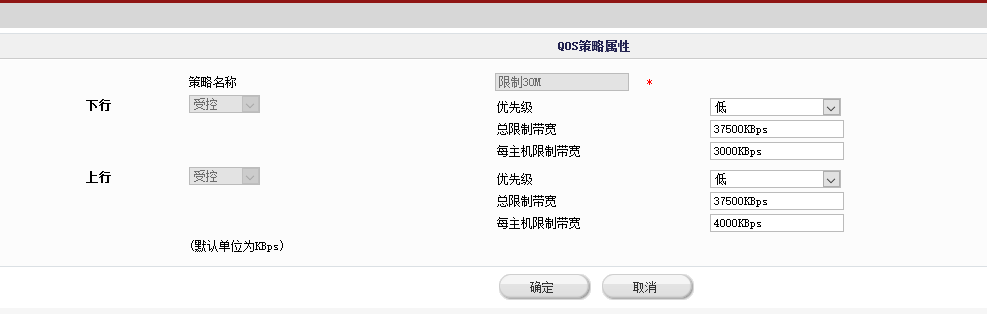 QOS策略属性
策略名称 限制30M *
下行 受控 优先级 低
总限制带宽 37500KBps
每主机限制带宽 3000KBps
上行 受控 优先级 低
总限制带宽 37500KBps
每主机限制带宽 4000KBps
(默认单位为KBps)
确定 取消